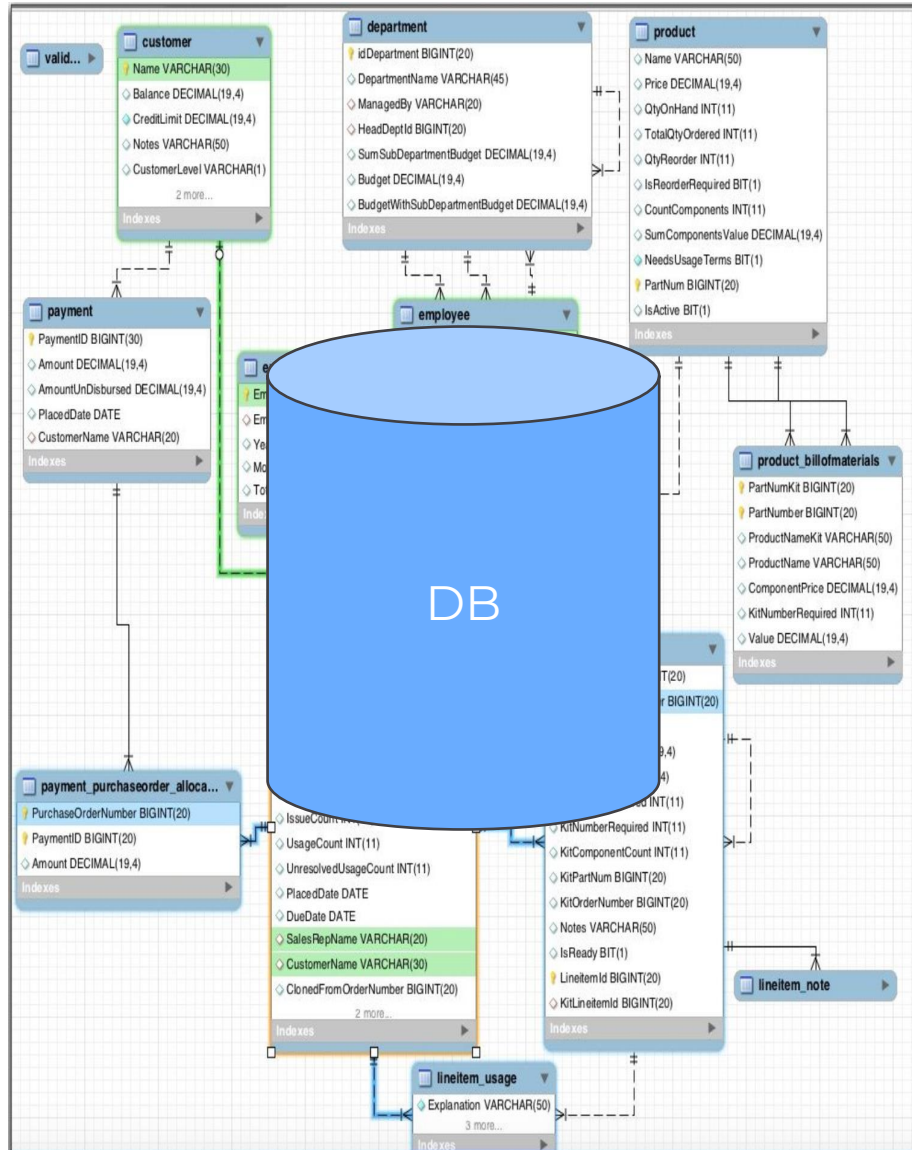 valid...
customer
Name VARCHAR(30)
Balance DECIMAL(19,4)
CreditLimit DECIMAL(19,4)
Notes VARCHAR(50)
CustomerLevel VARCHAR(1)
2 more...
Indexes
department
idDepartment BIGINT(20)
DepartmentName VARCHAR(45)
ManagedBy VARCHAR(20)
HeadDeptId BIGINT(20)
SumSubDepartmentBudget DECIMAL(19,4)
Budget DECIMAL(19,4)
BudgetWithSubDepartmentBudget DECIMAL(19,4)
Indexes
product
Name VARCHAR(50)
Price DECIMAL(19,4)
QtyOnHand INT(11)
TotalQtyOrdered INT(11)
QtyReorder INT(11)
IsReorderRequired BIT(1)
CountComponents INT(11)
SumComponentsValue DECIMAL(19,4)
NeedsUsageTerms BIT(1)
PartNum BIGINT(20)
IsActive BIT(1)
Indexes
payment
PaymentID BIGINT(30)
Amount DECIMAL(19,4)
AmountUnDisbursed DECIMAL(19,4)
PlacedDate DATE
CustomerName VARCHAR(20)
Indexes
employee
product_billofmaterials
PartNumKit BIGINT(20)
PartNumber BIGINT(20)
ProductNameKit VARCHAR(50)
ProductName VARCHAR(50)
ComponentPrice DECIMAL(19,4)
KitNumberRequired INT(11)
Value DECIMAL(19,4)
Indexes
DB
BIGINT(20)
INT(11)
KitNumberRequired INT(11)
KitComponentCount INT(11)
KitPartNum BIGINT(20)
KitOrderNumber BIGINT(20)
Notes VARCHAR(50)
IsReady BIT(1)
LineitemId BIGINT(20)
KitLineitemId BIGINT(20)
Indexes
payment_purchaseorder_alloca...
PurchaseOrderNumber BIGINT(20)
PaymentID BIGINT(20)
Amount DECIMAL(19,4)
Indexes
IssueCount
UsageCount INT(11)
UnresolvedUsageCount INT(11)
PlacedDate DATE
DueDate DATE
SalesRepName VARCHAR(20)
CustomerName VARCHAR(30)
ClonedFromOrderNumber BIGINT(20)
2 more...
Indexes
lineitem_note
lineitem_usage
Explanation VARCHAR(50)
3 more...
Indexes